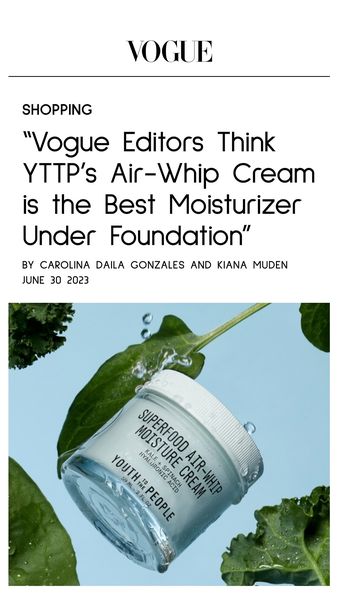 VOGUE
SHOPPING
“Vogue Editors Think
YTTP’s Air-Whip Cream
is the Best Moisturizer
Under Foundation”
BY CAROLINA DAILA GONZALES AND KIANA MUDEN
JUNE 30 2023
SUPERFOOD AIR-WHIP
MOISTURE CREAM
KALE + SPINACH
HYALURONIC ACID
YOUTH TO THE PEOPLE